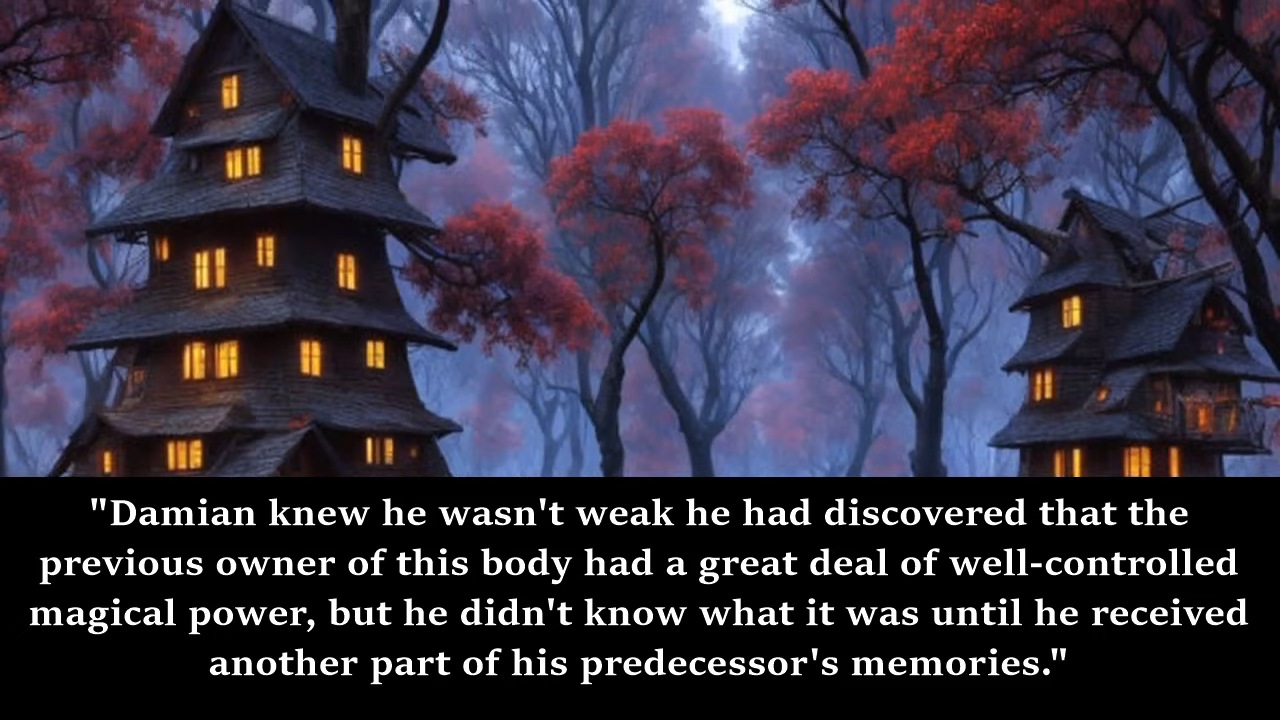 "Damian knew he wasn't weak he had discovered that the
previous owner of this body had a great deal of well-controlled
magical power, but he didn't know what it was until he received
another part of his predecessor's memories."